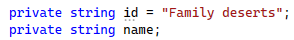 private string id = "Family deserts";
private string name;